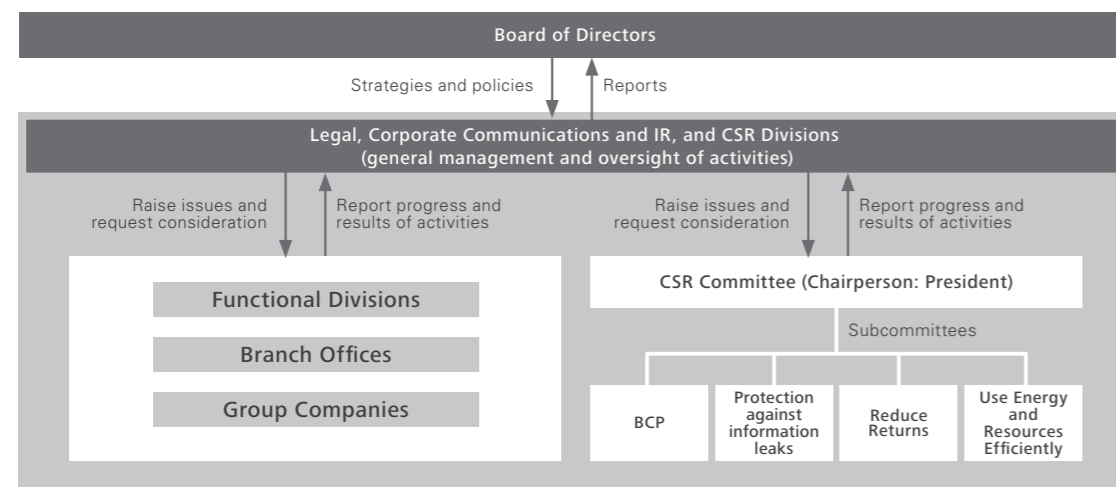 Board of Directors
Strategies and policies
Reports
Legal, Corporate Communications and IR, and CSR Divisions
(general management and oversight of activities)
Raise issues and
request consideration
Report progress and
results of activities
Raise issues and
request consideration
Report progress and
results of activities
Functional Divisions
Branch Offices
Group Companies
CSR Committee (Chairperson: President)
Subcommittees
BCP
Protection
against
information
leaks
Reduce
Returns
Use Energy
and
Resources
Efficiently